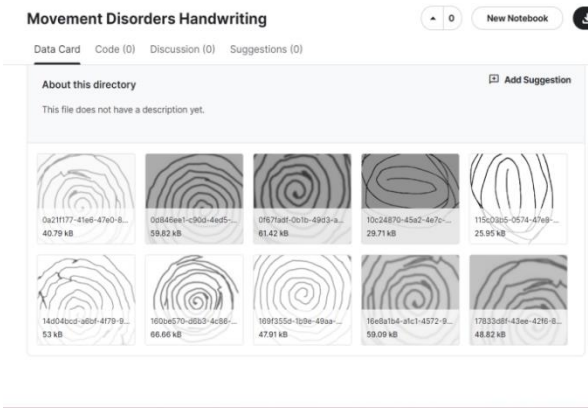 Movement Disorders Handwriting
0 New Notebook
Data Card Code (0) Discussion (0) Suggestions (0)
About this directory Add Suggestion
This file does not have a description yet.
0a21f177-41e6-47e0-8... 0d846ee1-c90d-4ed5-... 0f67fadf-0b1b-49d3-a... 10c24870-45a2-4e7c-... 115c03b5-0574-47e9-...
40.79 kB 59.82 kB 61.42 kB 29.71 kB 25.95 kB
14d04bcd-a6bf-4f79-9... 160be570-d6b3-4c86-... 169f355d-1b9e-49aa-... 16e8a1b4-a1c1-4572-9... 17833d8f-43ee-42f6-8...
53 kB 66.66 kB 47.91 kB 59.09 kB 48.82 kB